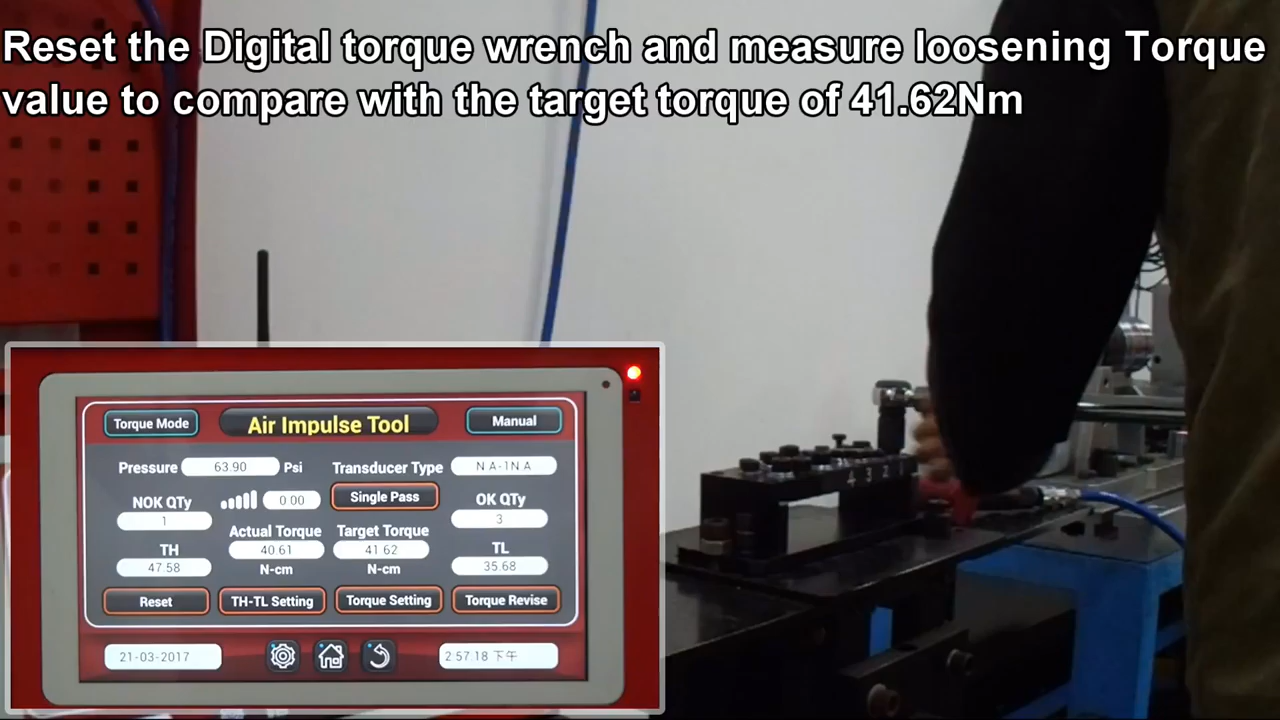 Reset the Digital torque wrench and measure loosening Torque
value to compare with the target torque of 41.62Nm
Torque Mode
Air Impulse Tool
Manual
Pressure 63.90 Psi
Transducer Type N A-1N A
NOK QTy
1
0.00
Single Pass
OK QTy
3
Actual Torque
40.61
N-cm
Target Torque
41 62
N-cm
TH
47.58
TL
35.68
Reset
TH-TL Setting
Torque Setting
Torque Revise
21-03-2017
2 57.18 下午
4 3 2 1